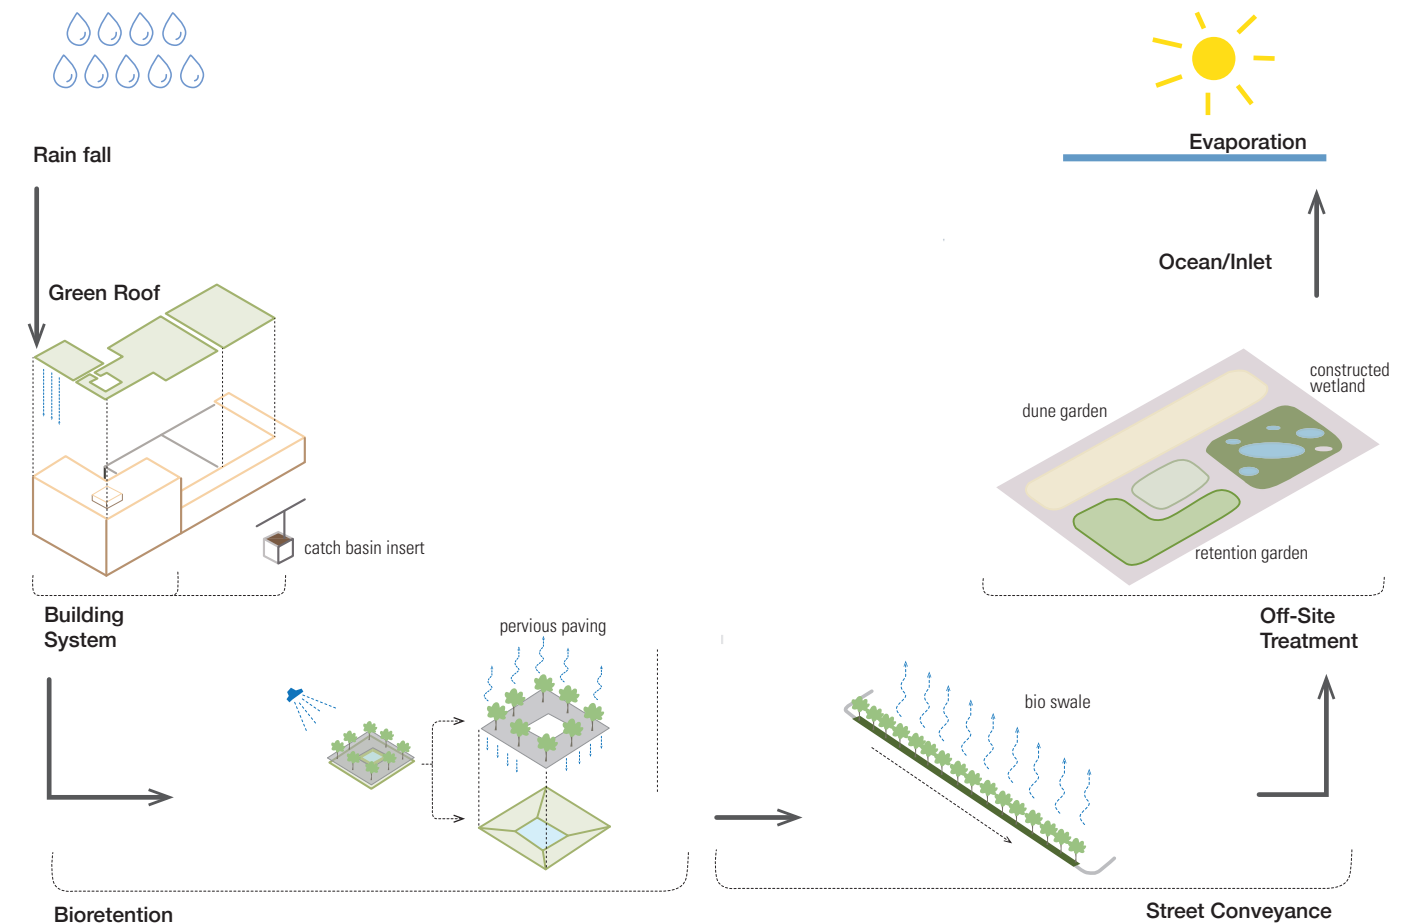 Rain fall
Evaporation
Ocean/Inlet
Green Roof
constructed
wetland
dune garden
catch basin insert
retention garden
Building
System
Off-Site
Treatment
pervious paving
bio swale
Bioretention
Street Conveyance